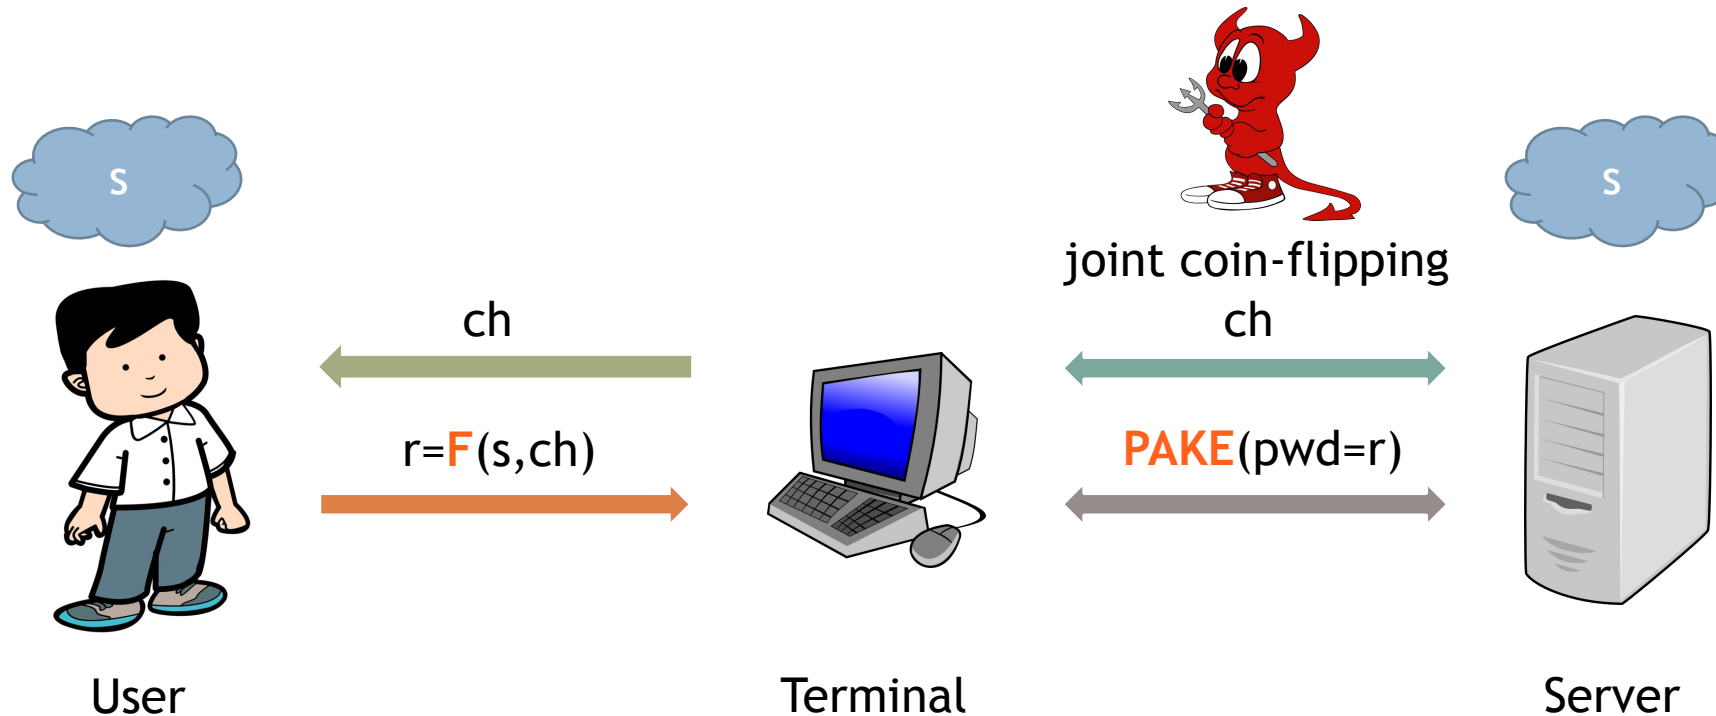 S
S
joint coin-flipping
ch
ch
r=F(s,ch)
PAKE(pwd=r)
User
Terminal
Server